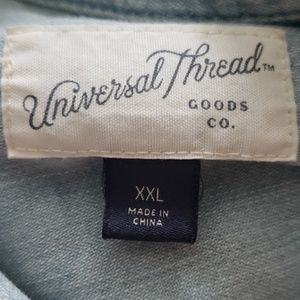 Universal Thread™
GOODS
CO.
XXL
MADE IN
CHINA